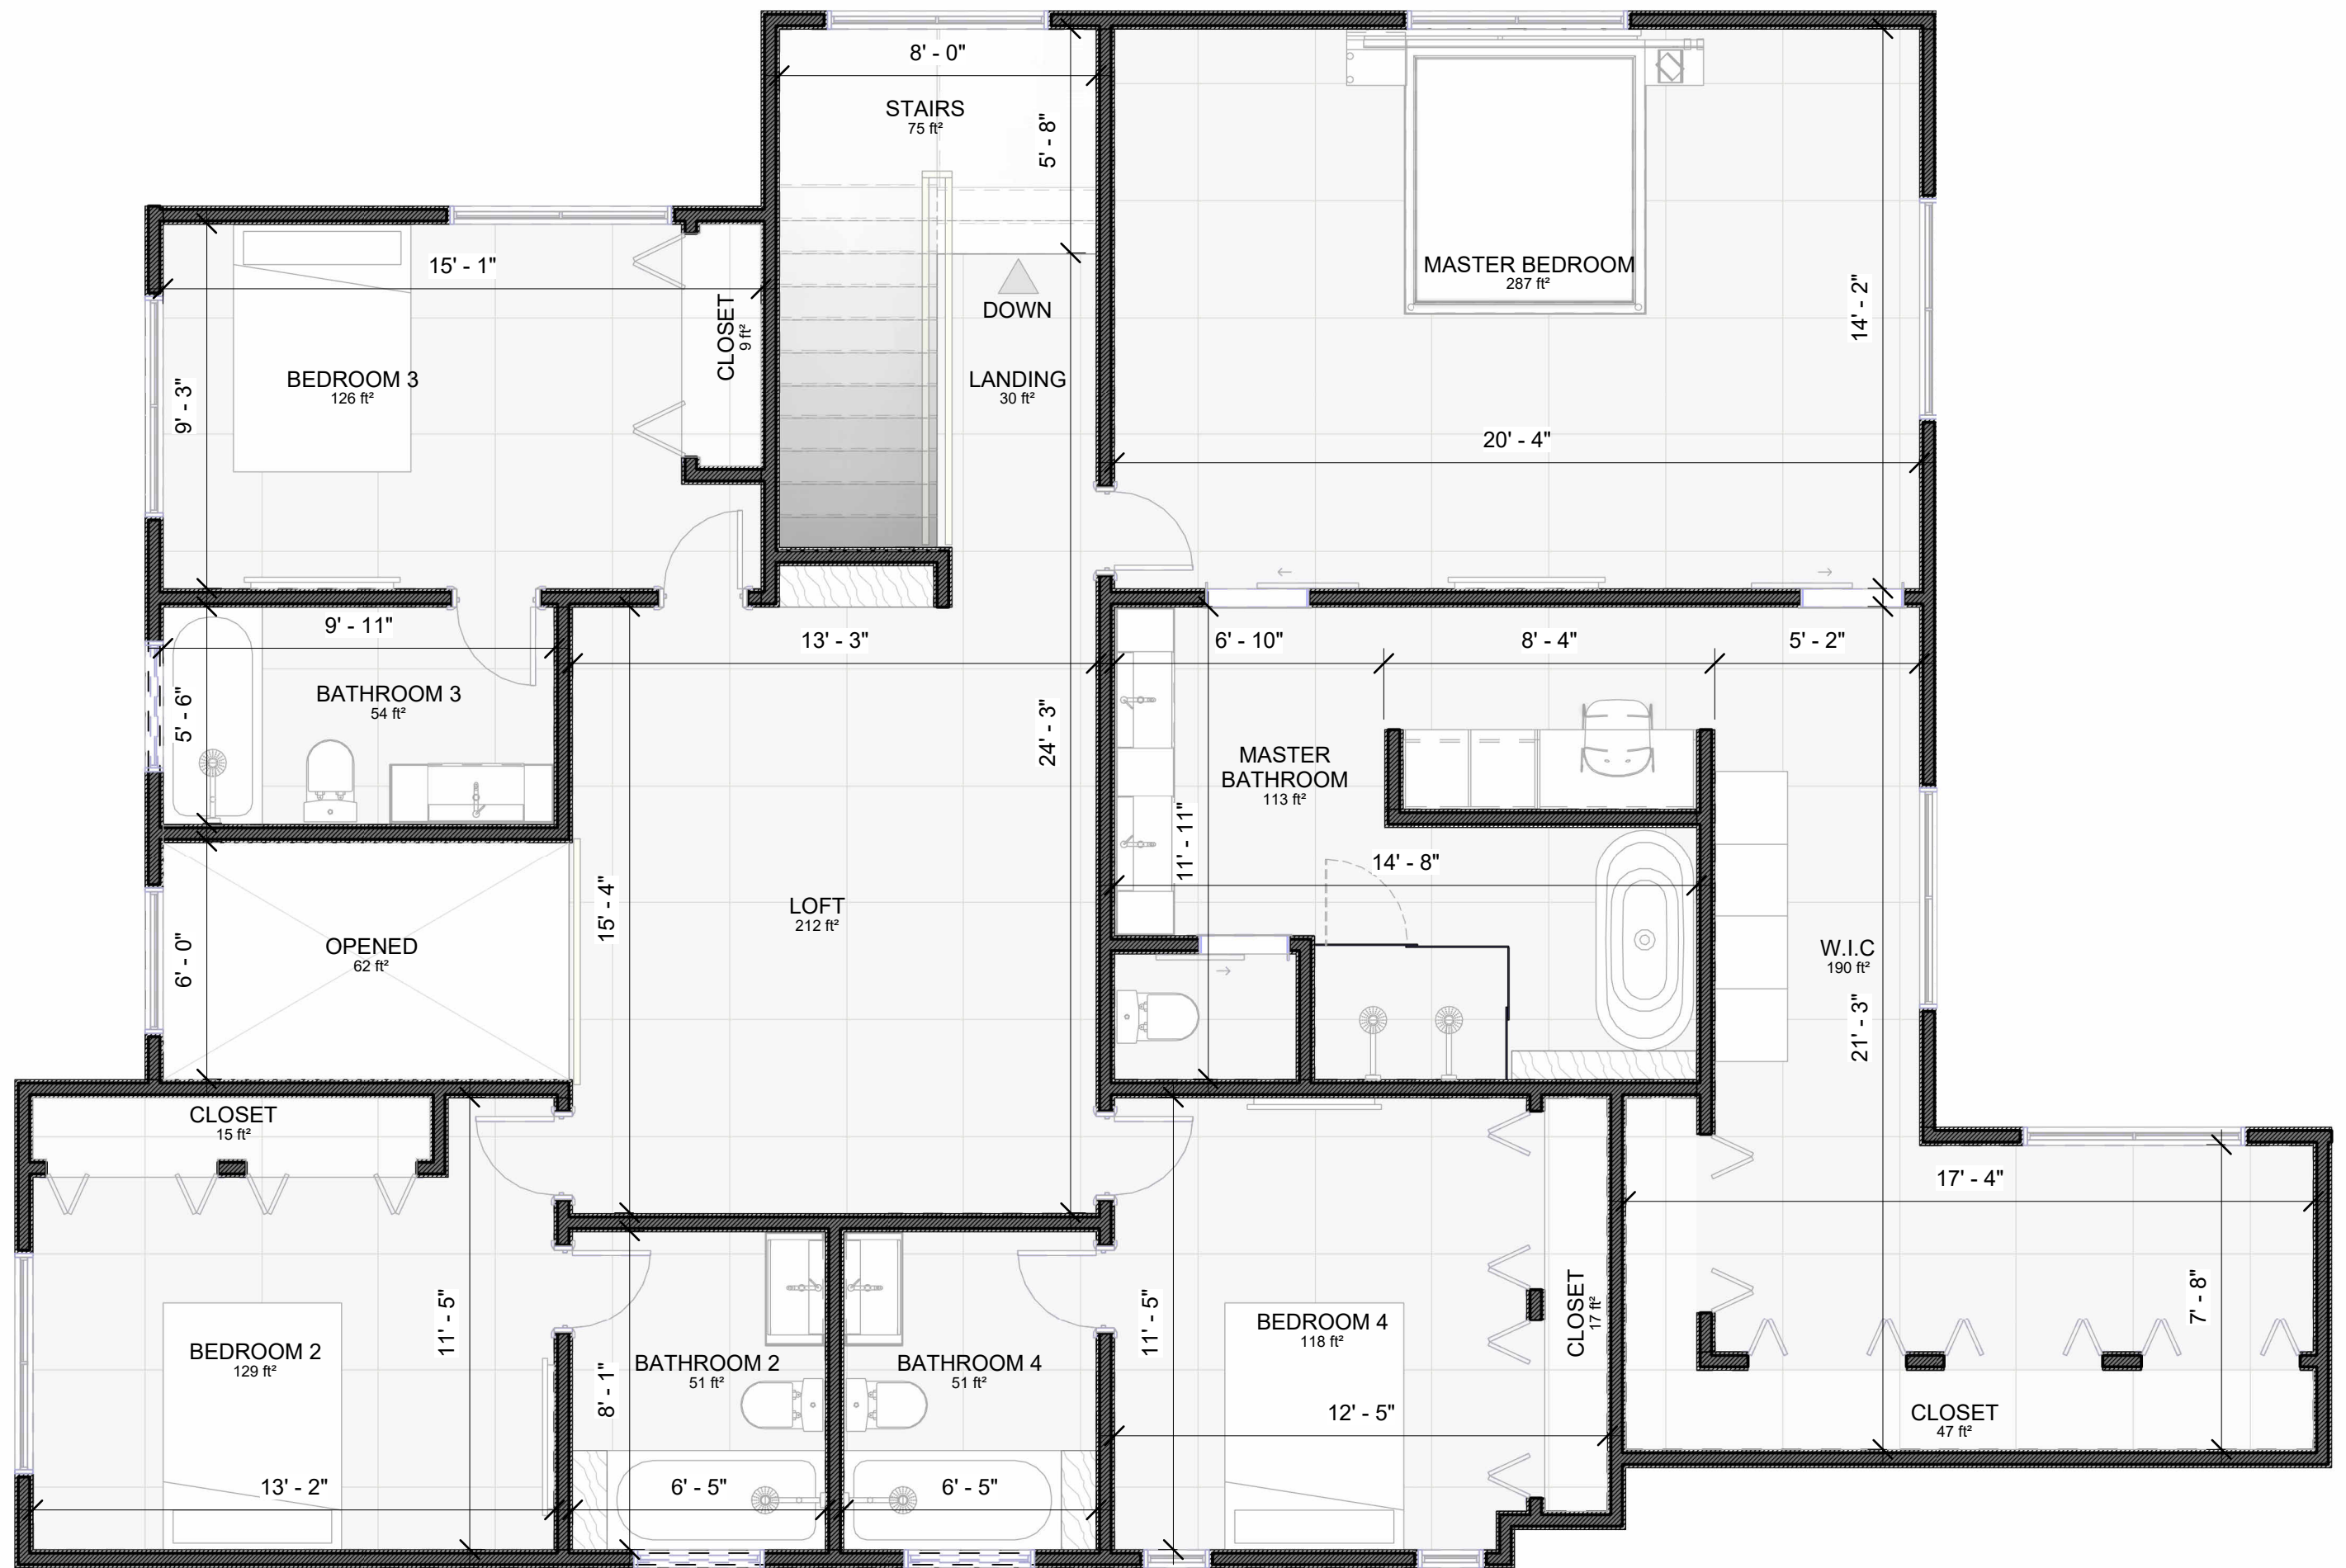 8' - 0"
STAIRS
75 ft²
5' - 8"
DOWN
LANDING
30 ft²
MASTER BEDROOM
287 ft²
14' - 2"
20' - 4"
15' - 1"
CLOSET
9 ft²
BEDROOM 3
126 ft²
9' - 3"
9' - 11"
BATHROOM 3
54 ft²
5' - 6"
13' - 3"
24' - 3"
6' - 10"
8' - 4"
5' - 2"
MASTER
BATHROOM
113 ft²
11' - 11"
14' - 8"
OPENED
62 ft²
6' - 0"
15' - 4"
LOFT
212 ft²
W.I.C
190 ft²
21' - 3"
CLOSET
15 ft²
17' - 4"
7' - 8"
BEDROOM 2
129 ft²
11' - 5"
13' - 2"
BATHROOM 2
51 ft²
8' - 1"
6' - 5"
BATHROOM 4
51 ft²
6' - 5"
11' - 5"
BEDROOM 4
118 ft²
12' - 5"
CLOSET
17 ft²
CLOSET
47 ft²